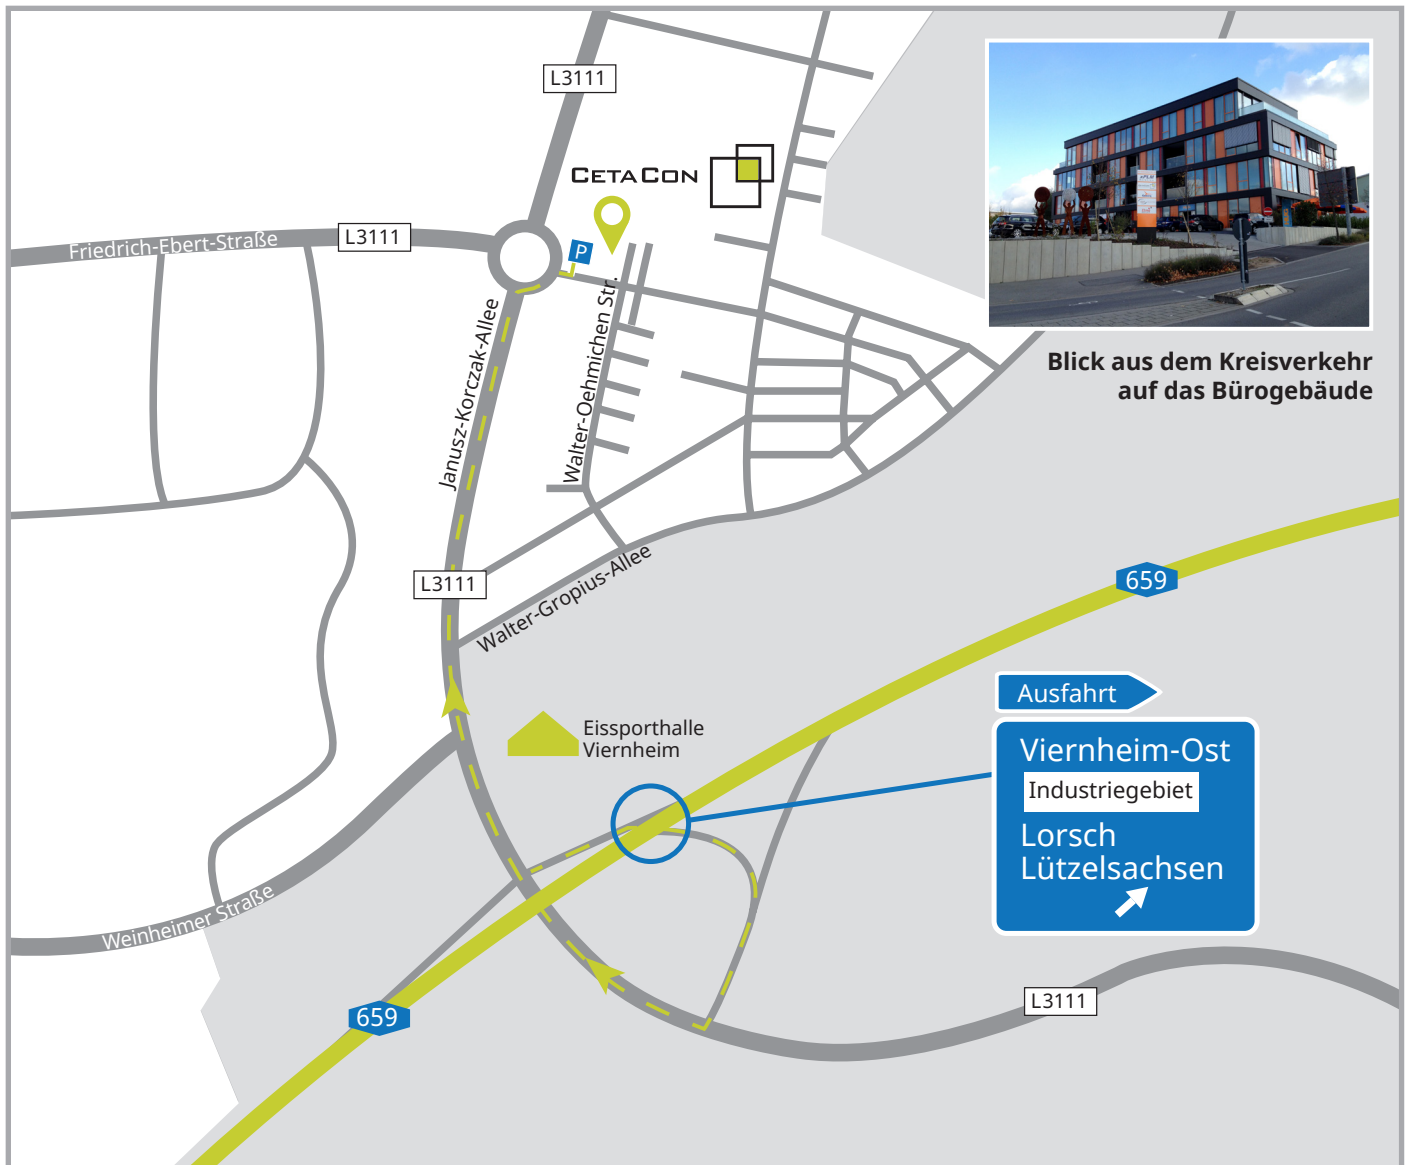 L3111
CETACON
Friedrich-Ebert-Straße
L3111
P
Janusz-Korczak-Allee
Walter-Oehmichen Str.
Blick aus dem Kreisverkehr
auf das Bürogebäude
L3111
Walter-Gropius-Allee
659
Ausfahrt
Eissporthalle
Viernheim
Viernheim-Ost
Industriegebiet
Lorsch
Lützelsachsen
Weinheimer Straße
659
L3111